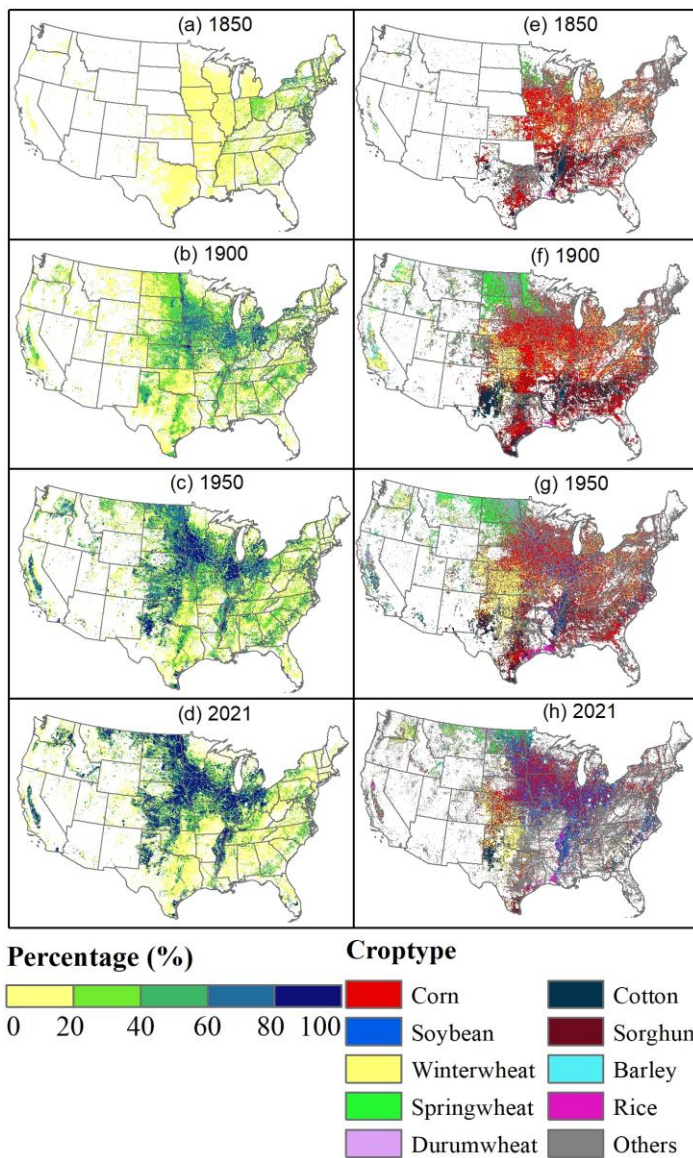 (a) 1850
(e) 1850
(b) 1900
(f) 1900
(c) 1950
(g) 1950
(d) 2021
(h) 2021
Percentage (%)
0 20 40 60 80 100
Croptype
Corn
Cotton
Soybean
Sorghun
Winterwheat
Barley
Springwheat
Rice
Durumwheat
Others